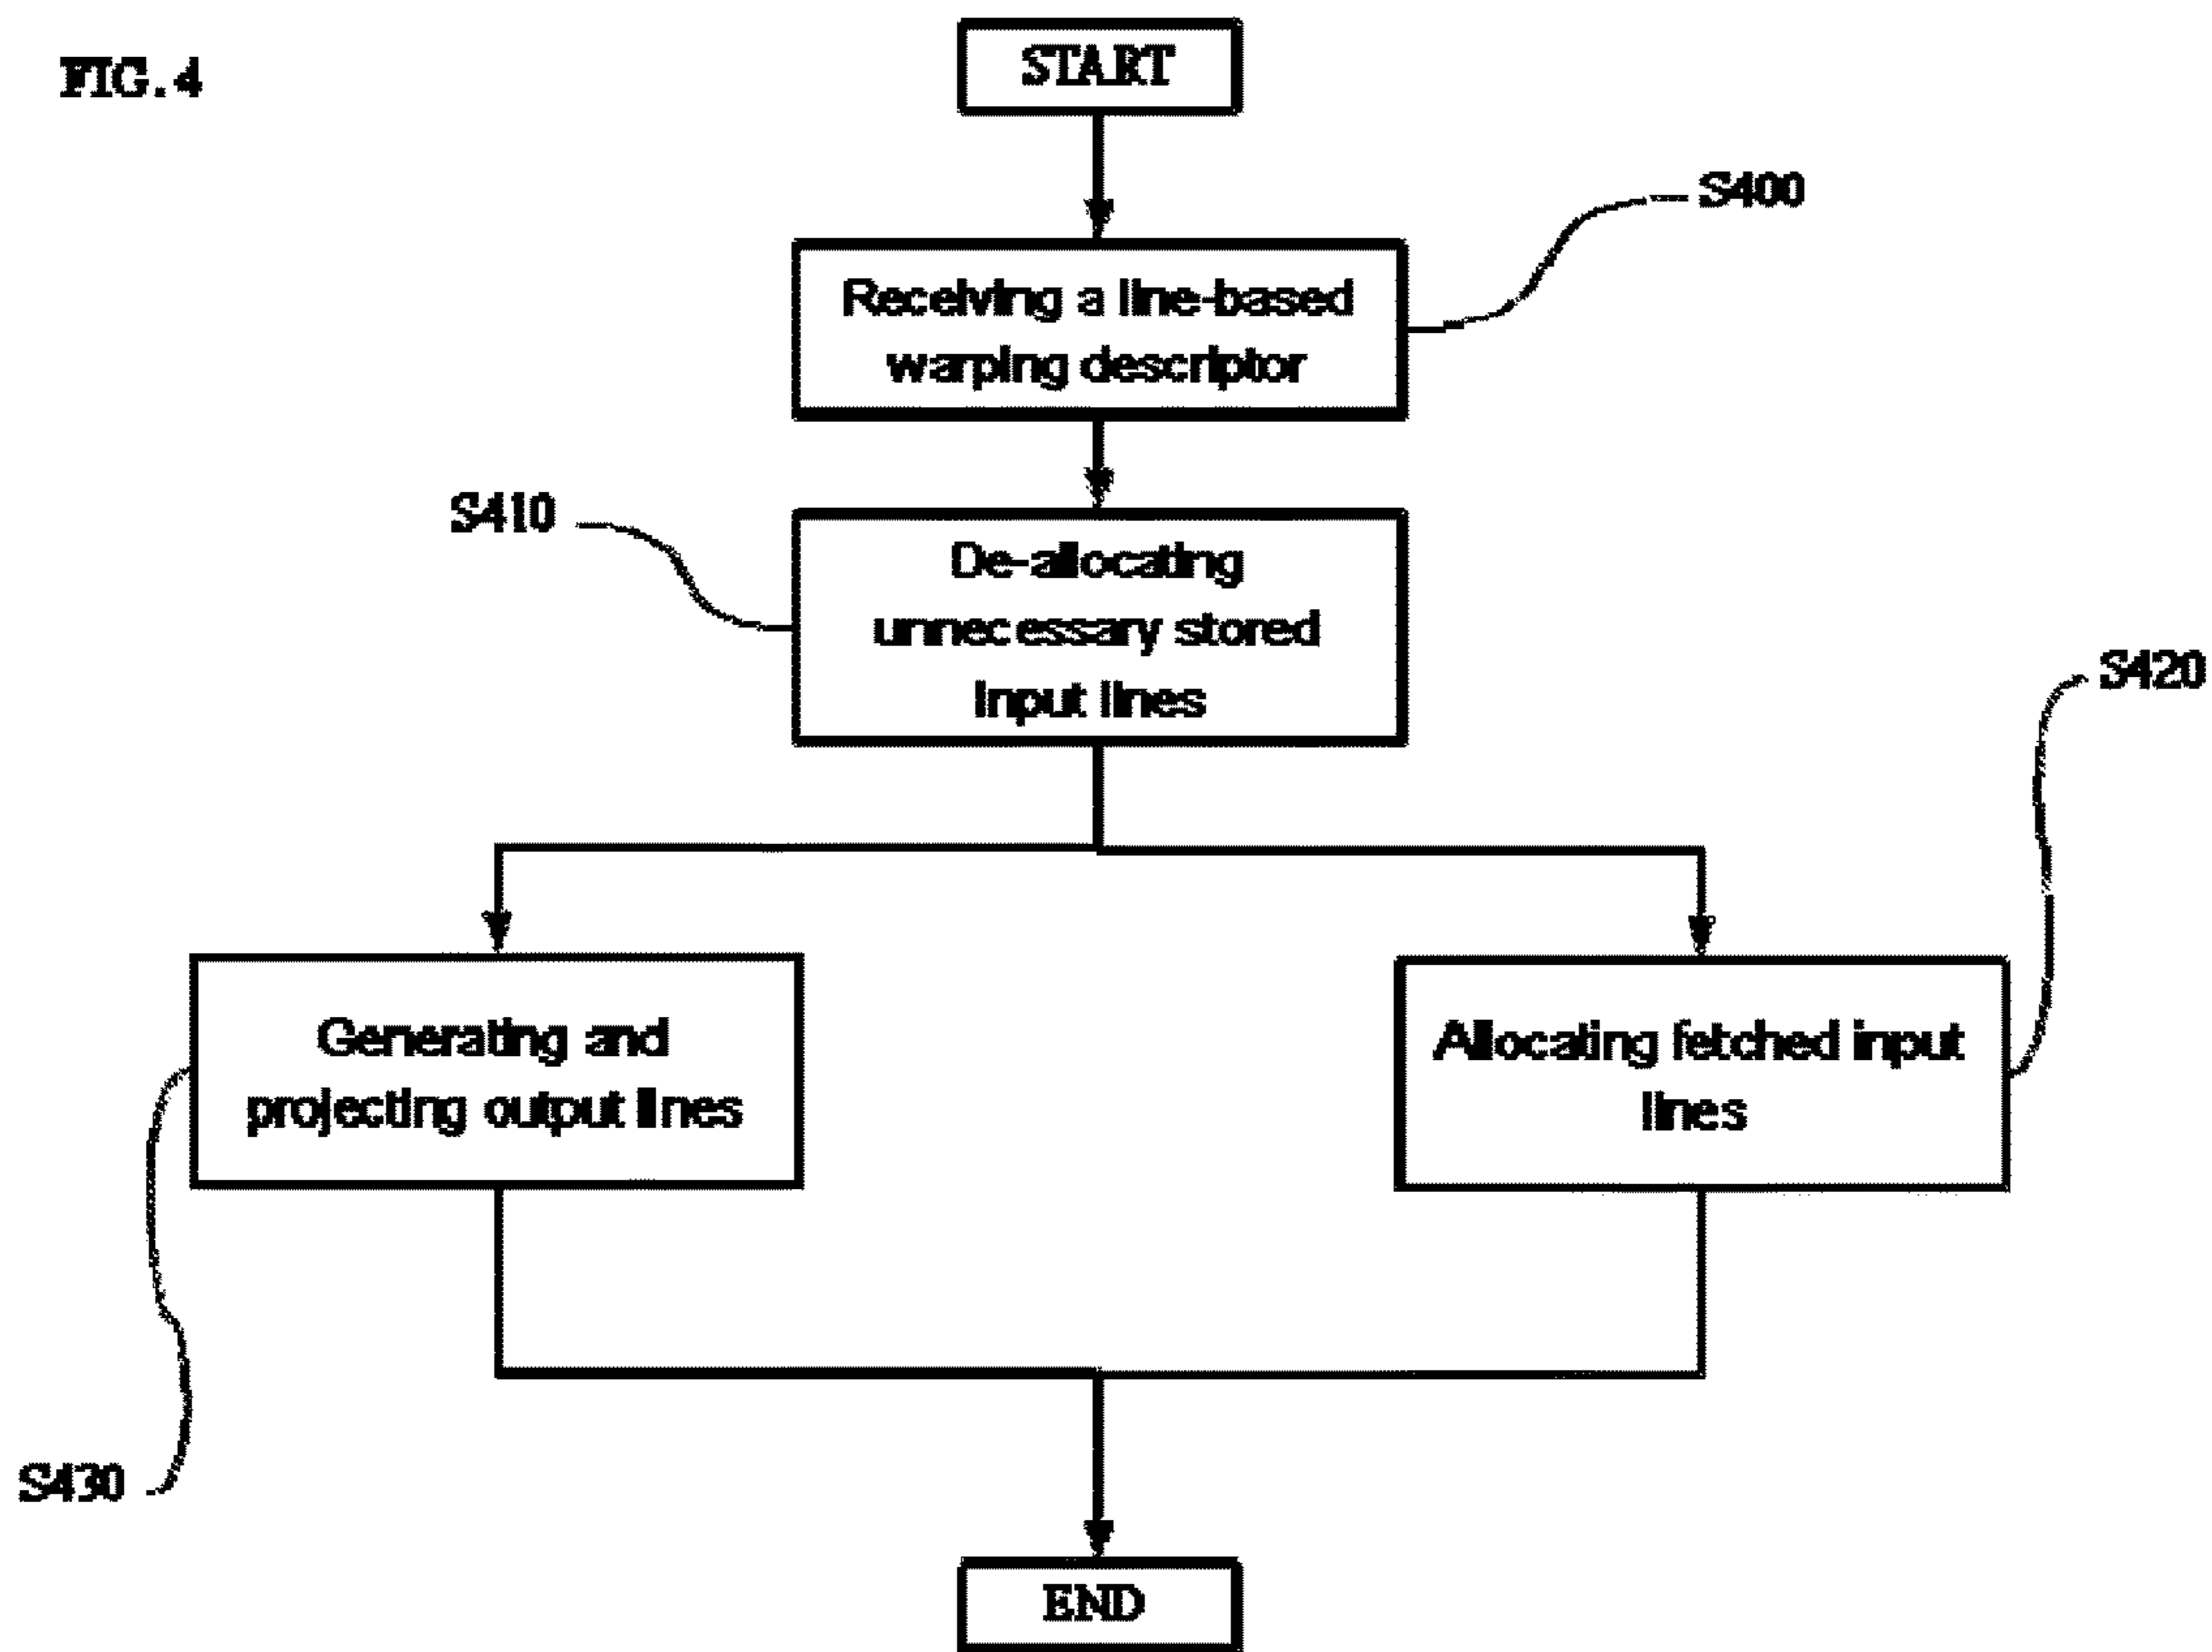 FIG. 4
START
S400
Receiving a line-based
warping descriptor
S410
De-allocating
unnecessary stored
input lines
S420
Generating and
projecting output lines
Allocating fetched input
lines
S430
END